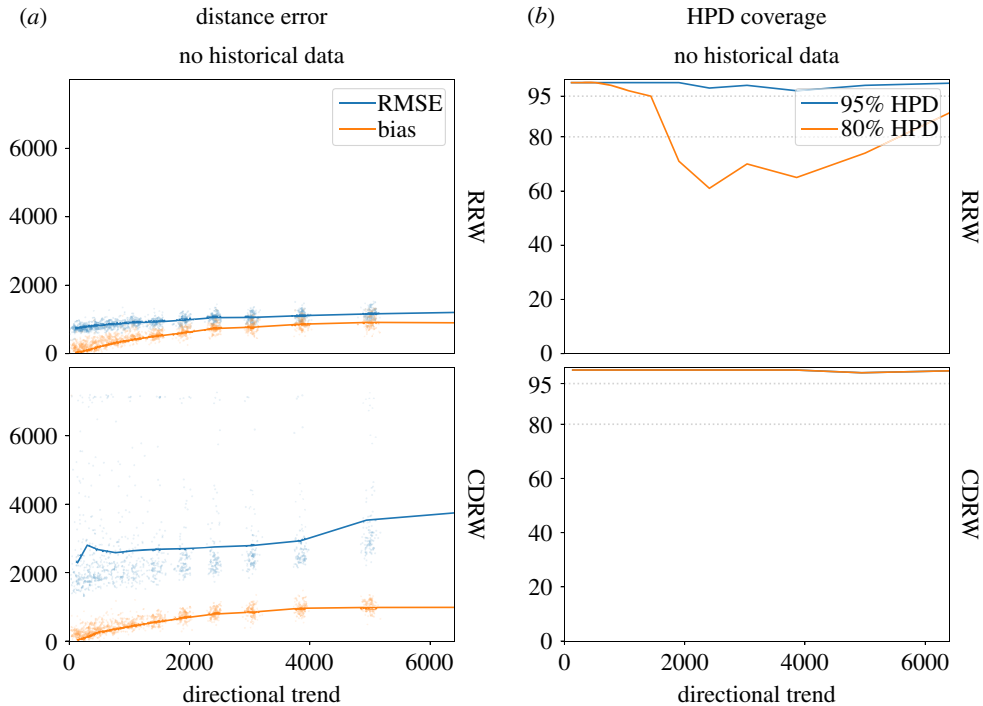 (a) distance error
no historical data
RMSE
bias
6000
4000
2000
0
RRW
6000
4000
2000
0
CDRW
0 2000 4000 6000
directional trend
(b) HPD coverage
no historical data
95% HPD
80% HPD
95
80
60
40
20
0
RRW
95
80
60
40
20
0
CDRW
0 2000 4000 6000
directional trend